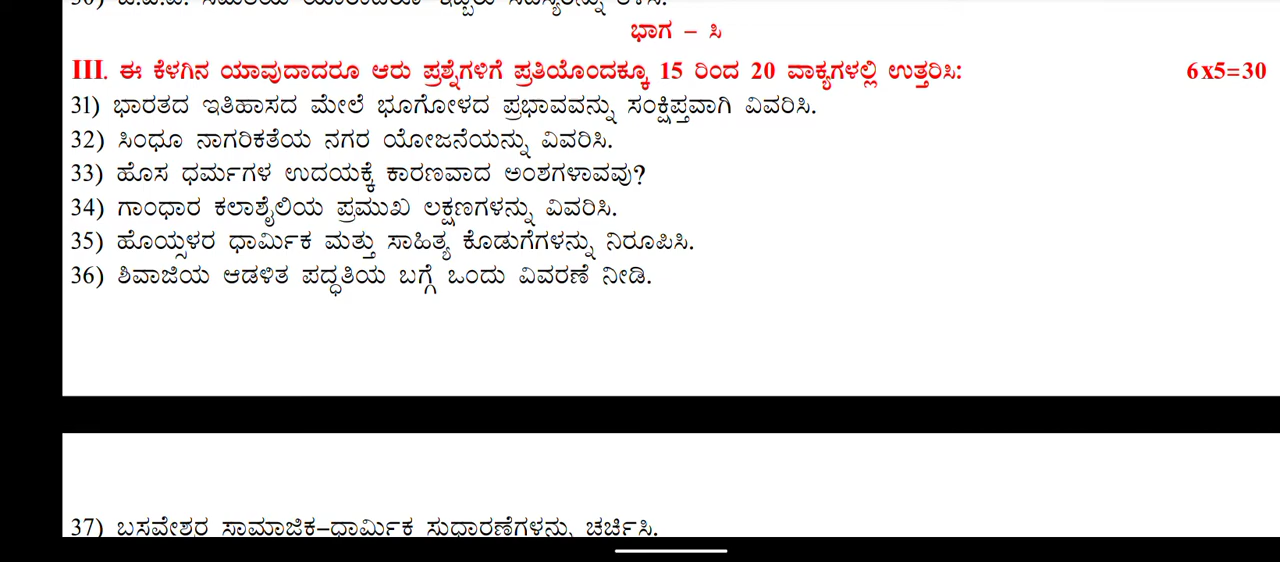 ಭಾಗ – ಸಿ
III. ಈ ಕೆಳಗಿನ ಯಾವುದಾದರೂ ಆರು ಪ್ರಶ್ನೆಗಳಿಗೆ ಪ್ರತಿಯೊಂದಕ್ಕೂ 15 ರಿಂದ 20 ವಾಕ್ಯಗಳಲ್ಲಿ ಉತ್ತರಿಸಿ: 6x5=30
31) ಭಾರತದ ಇತಿಹಾಸದ ಮೇಲೆ ಭೂಗೋಳದ ಪ್ರಭಾವವನ್ನು ಸಂಕ್ಷಿಪ್ತವಾಗಿ ವಿವರಿಸಿ.
32) ಸಿಂಧೂ ನಾಗರಿಕತೆಯ ನಗರ ಯೋಜನೆಯನ್ನು ವಿವರಿಸಿ.
33) ಹೊಸ ಧರ್ಮಗಳ ಉದಯಕ್ಕೆ ಕಾರಣವಾದ ಅಂಶಗಳಾವವು?
34) ಗಾಂಧಾರ ಕಲಾಶೈಲಿಯ ಪ್ರಮುಖ ಲಕ್ಷಣಗಳನ್ನು ವಿವರಿಸಿ.
35) ಹೊಯ್ಸಳರ ಧಾರ್ಮಿಕ ಮತ್ತು ಸಾಹಿತ್ಯ ಕೊಡುಗೆಗಳನ್ನು ನಿರೂಪಿಸಿ.
36) ಶಿವಾಜಿಯ ಆಡಳಿತ ಪದ್ಧತಿಯ ಬಗ್ಗೆ ಒಂದು ವಿವರಣೆ ನೀಡಿ.
37) ಬಸವೇಶ್ವರ ಸಾಮಾಜಿಕ–ಧಾರ್ಮಿಕ ಸುಧಾರಣೆಗಳನ್ನು ಚರ್ಚಿಸಿ.